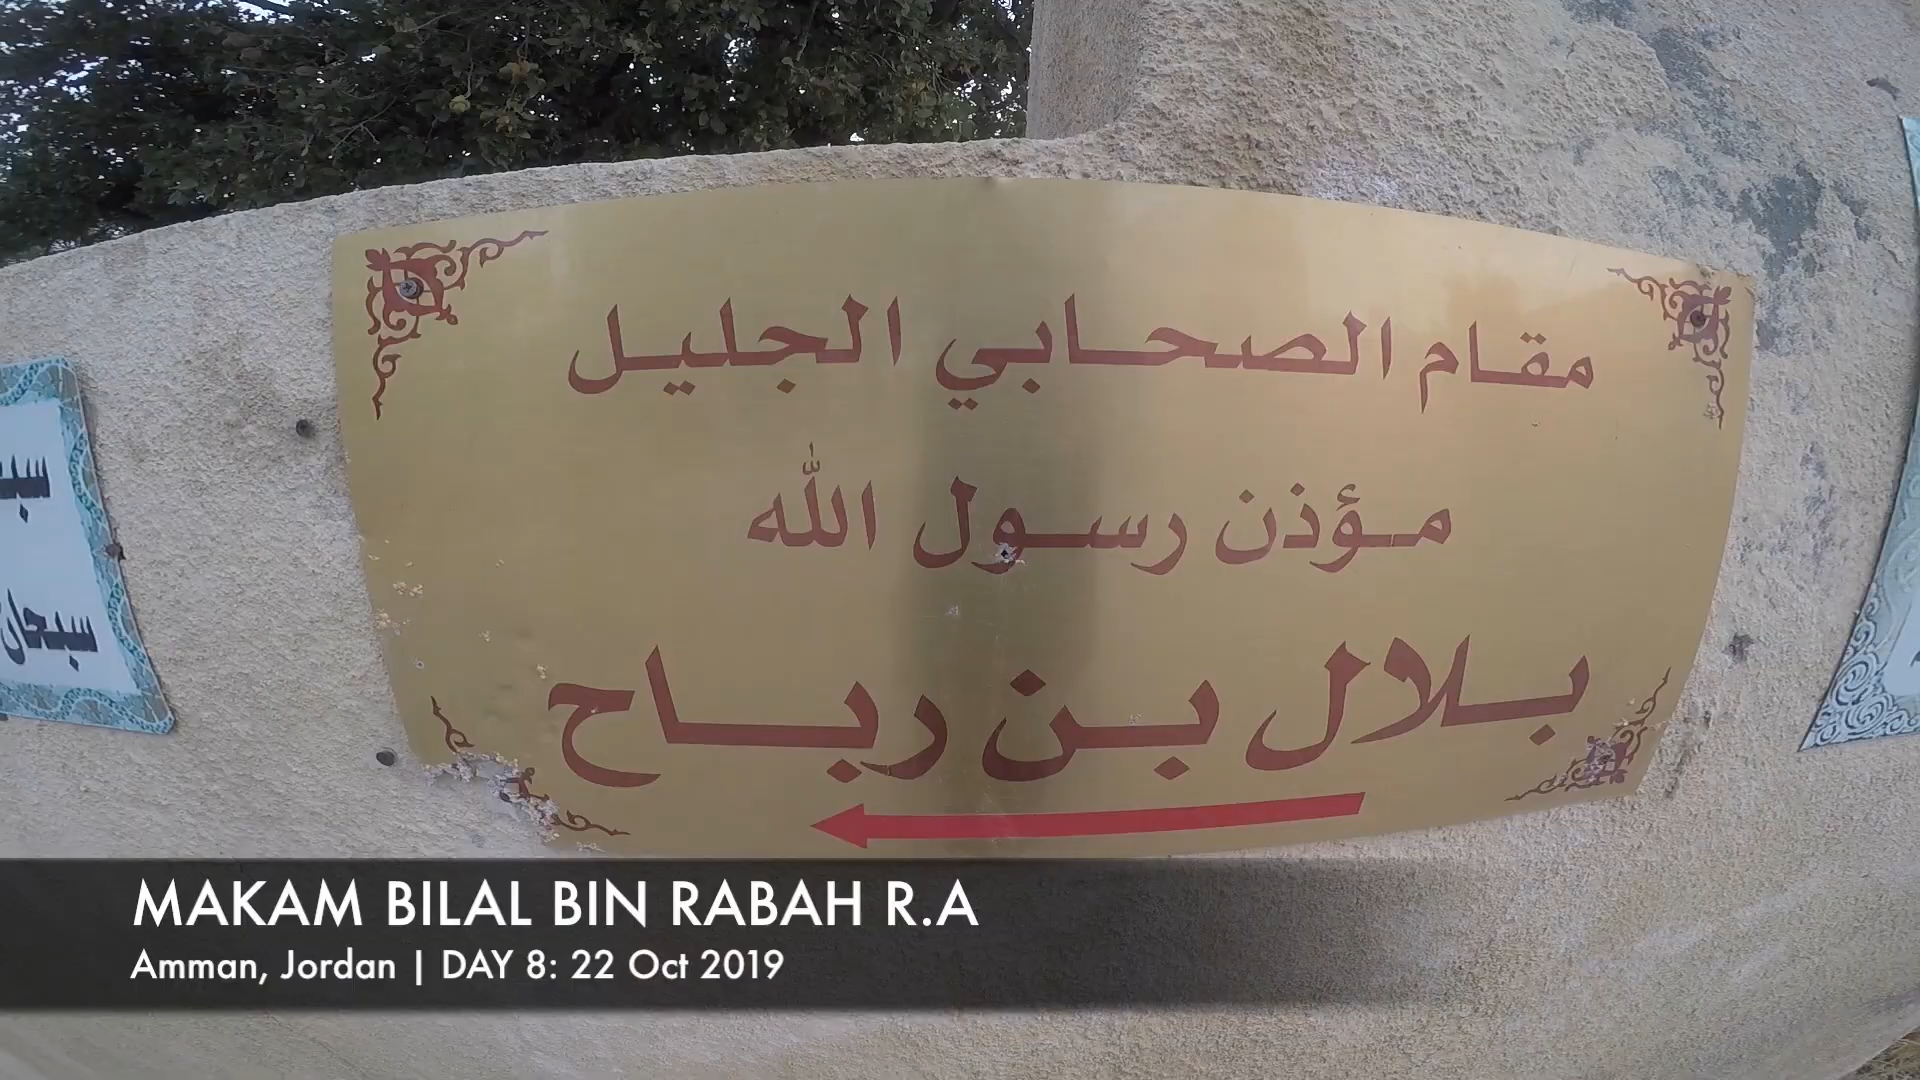 مقام الصحابي الجليل
مؤذن رسول الله
بلال بن رباح
سبحان
MAKAM BILAL BIN RABAH R.A
Amman, Jordan | DAY 8: 22 Oct 2019